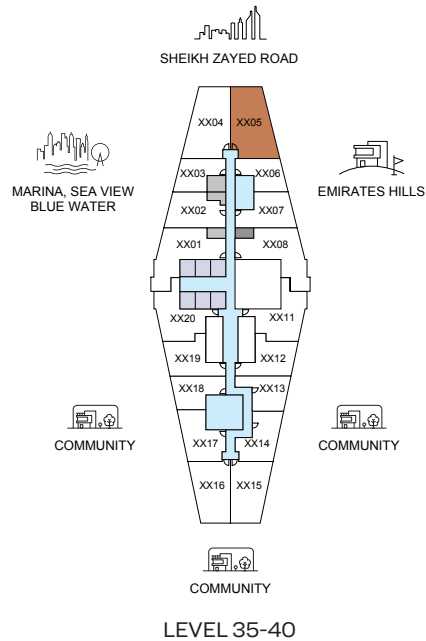 SHEIKH ZAYED ROAD
XX04 XX05
MARINA, SEA VIEW
BLUE WATER
XX03 XX06
EMIRATES HILLS
XX02 XX07
XX01 XX08
XX20 XX11
XX19 XX12
XX18 XX13
COMMUNITY
COMMUNITY
XX17 XX14
XX16 XX15
COMMUNITY
LEVEL 35-40